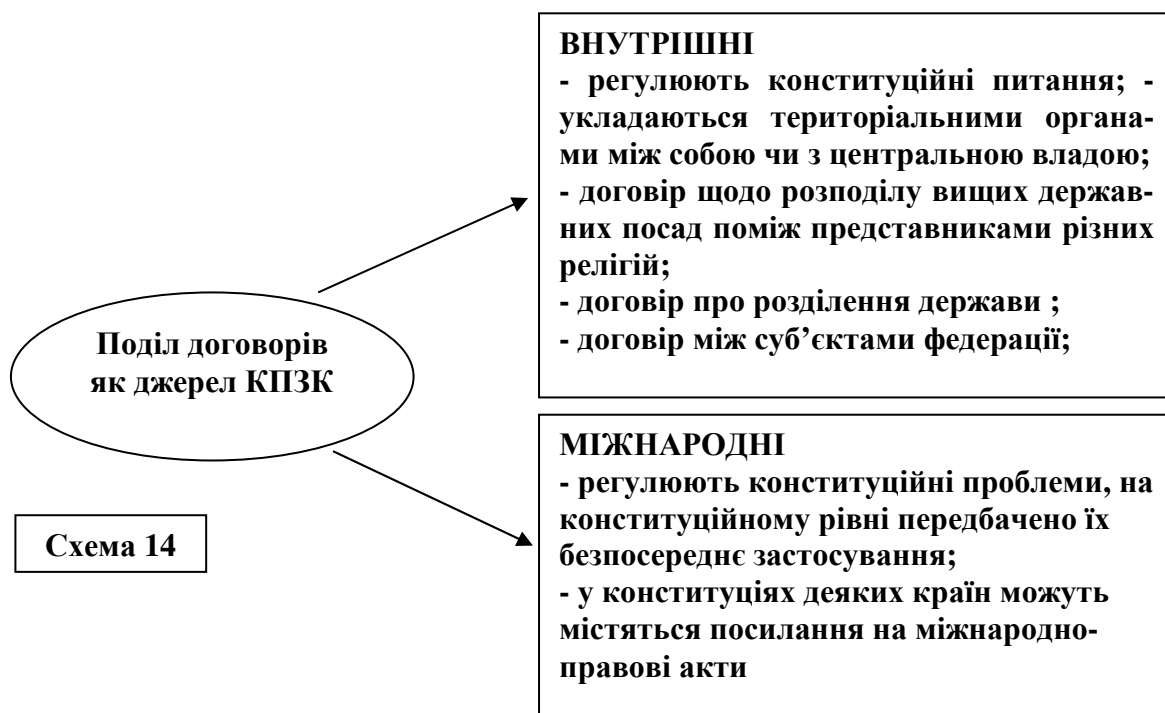 ВНУТРІШНІ
- регулюють конституційні питання; -
укладаються територіальними органа-
ми між собою чи з центральною владою;
- договір щодо розподілу вищих держав-
них посад поміж представниками різних
релігій;
- договір про розділення держави ;
- договір між суб’єктами федерації;
Поділ договорів
як джерел КПЗК
МІЖНАРОДНІ
- регулюють конституційні проблеми, на
конституційному рівні передбачено їх
безпосереднє застосування;
- у конституціях деяких країн можуть
містяться посилання на міжнародно-
правові акти
Схема 14